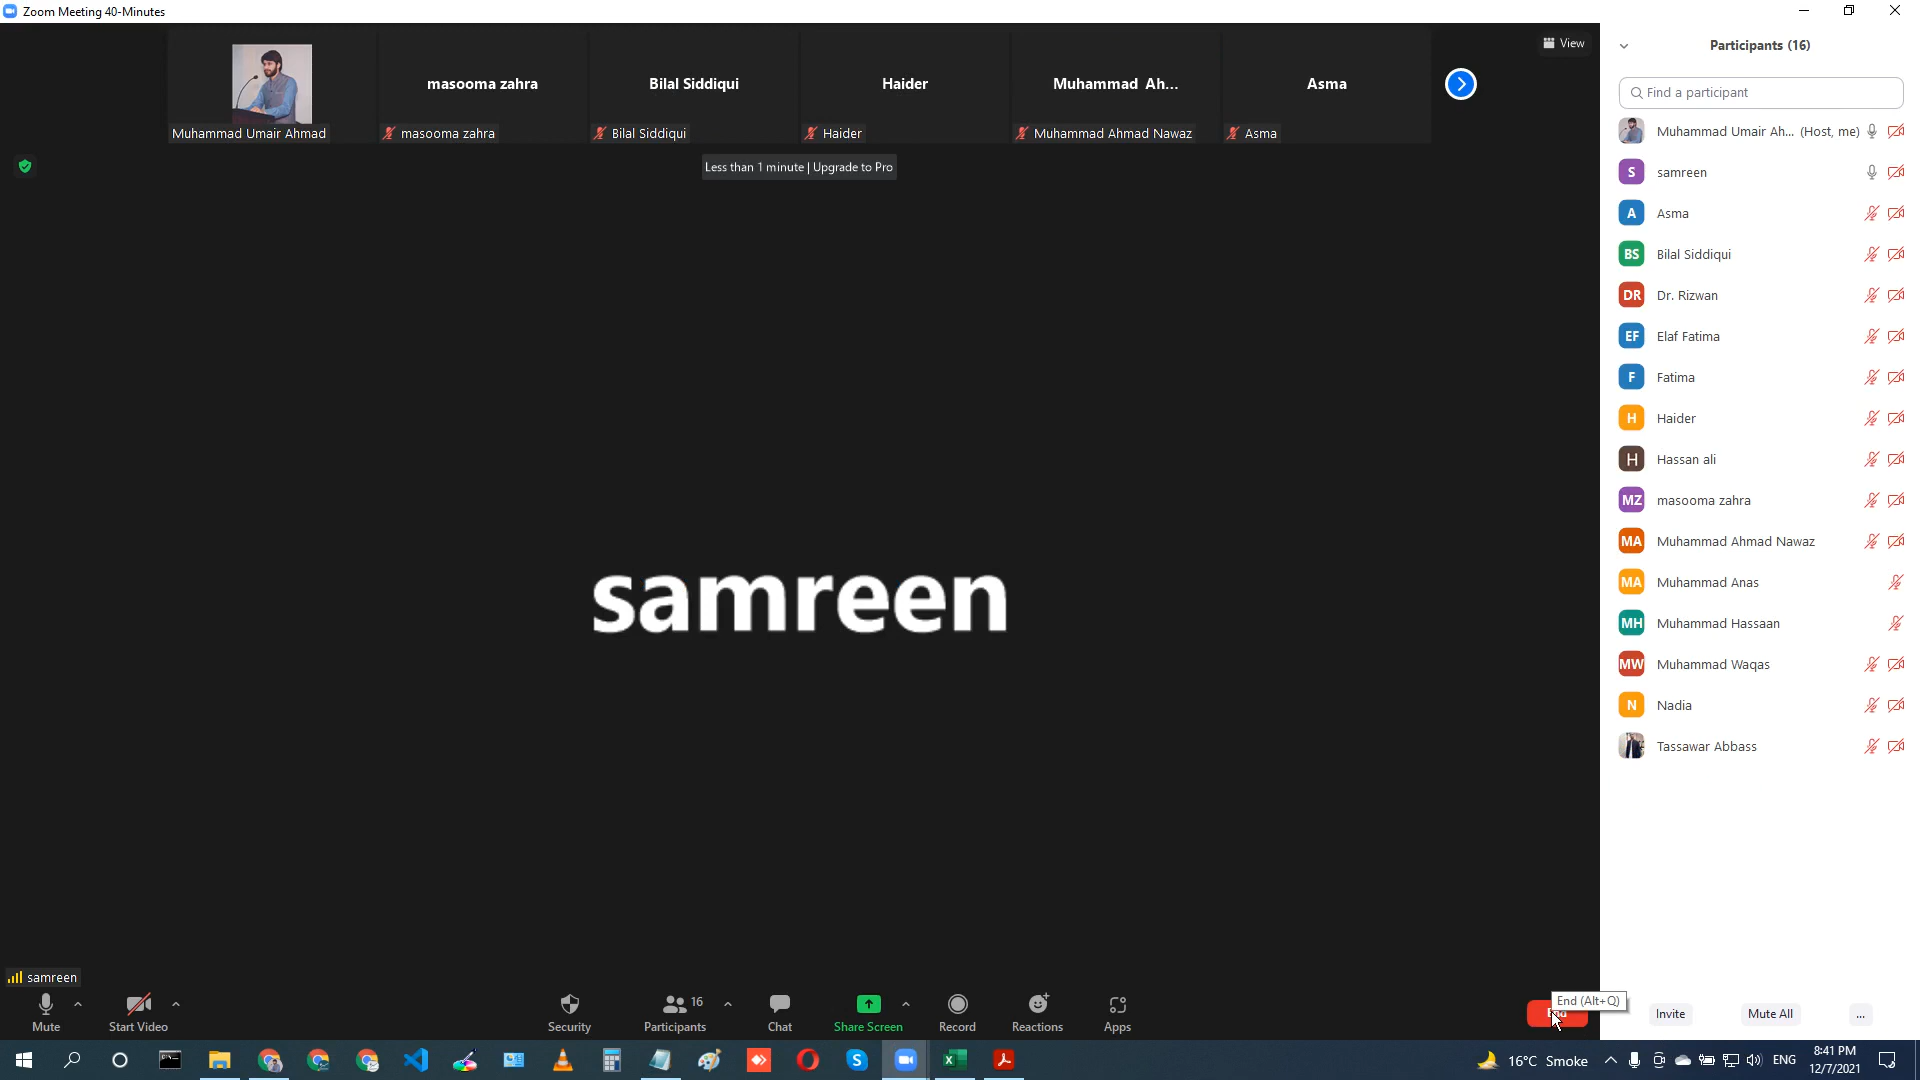 Zoom Meeting 40-Minutes
masooma zahra
Bilal Siddiqui
Haider
Muhammad Ah...
Asma
Muhammad Umair Ahmad
masooma zahra
Bilal Siddiqui
Haider
Muhammad Ahmad Nawaz
Asma
View
Less than 1 minute | Upgrade to Pro
samreen
samreen
Mute
Start Video
Security
16
Participants
Chat
Share Screen
Record
Reactions
Apps
End (Alt+Q)
Participants (16)
Find a participant
Muhammad Umair Ah... (Host, me)
S samreen
A Asma
BS Bilal Siddiqui
DR Dr. Rizwan
EF Elaf Fatima
F Fatima
H Haider
H Hassan ali
MZ masooma zahra
MA Muhammad Ahmad Nawaz
MA Muhammad Anas
MH Muhammad Hassaan
MW Muhammad Waqas
N Nadia
Tassawar Abbass
Invite
Mute All
...
16°C Smoke
ENG
8:41 PM
12/7/2021